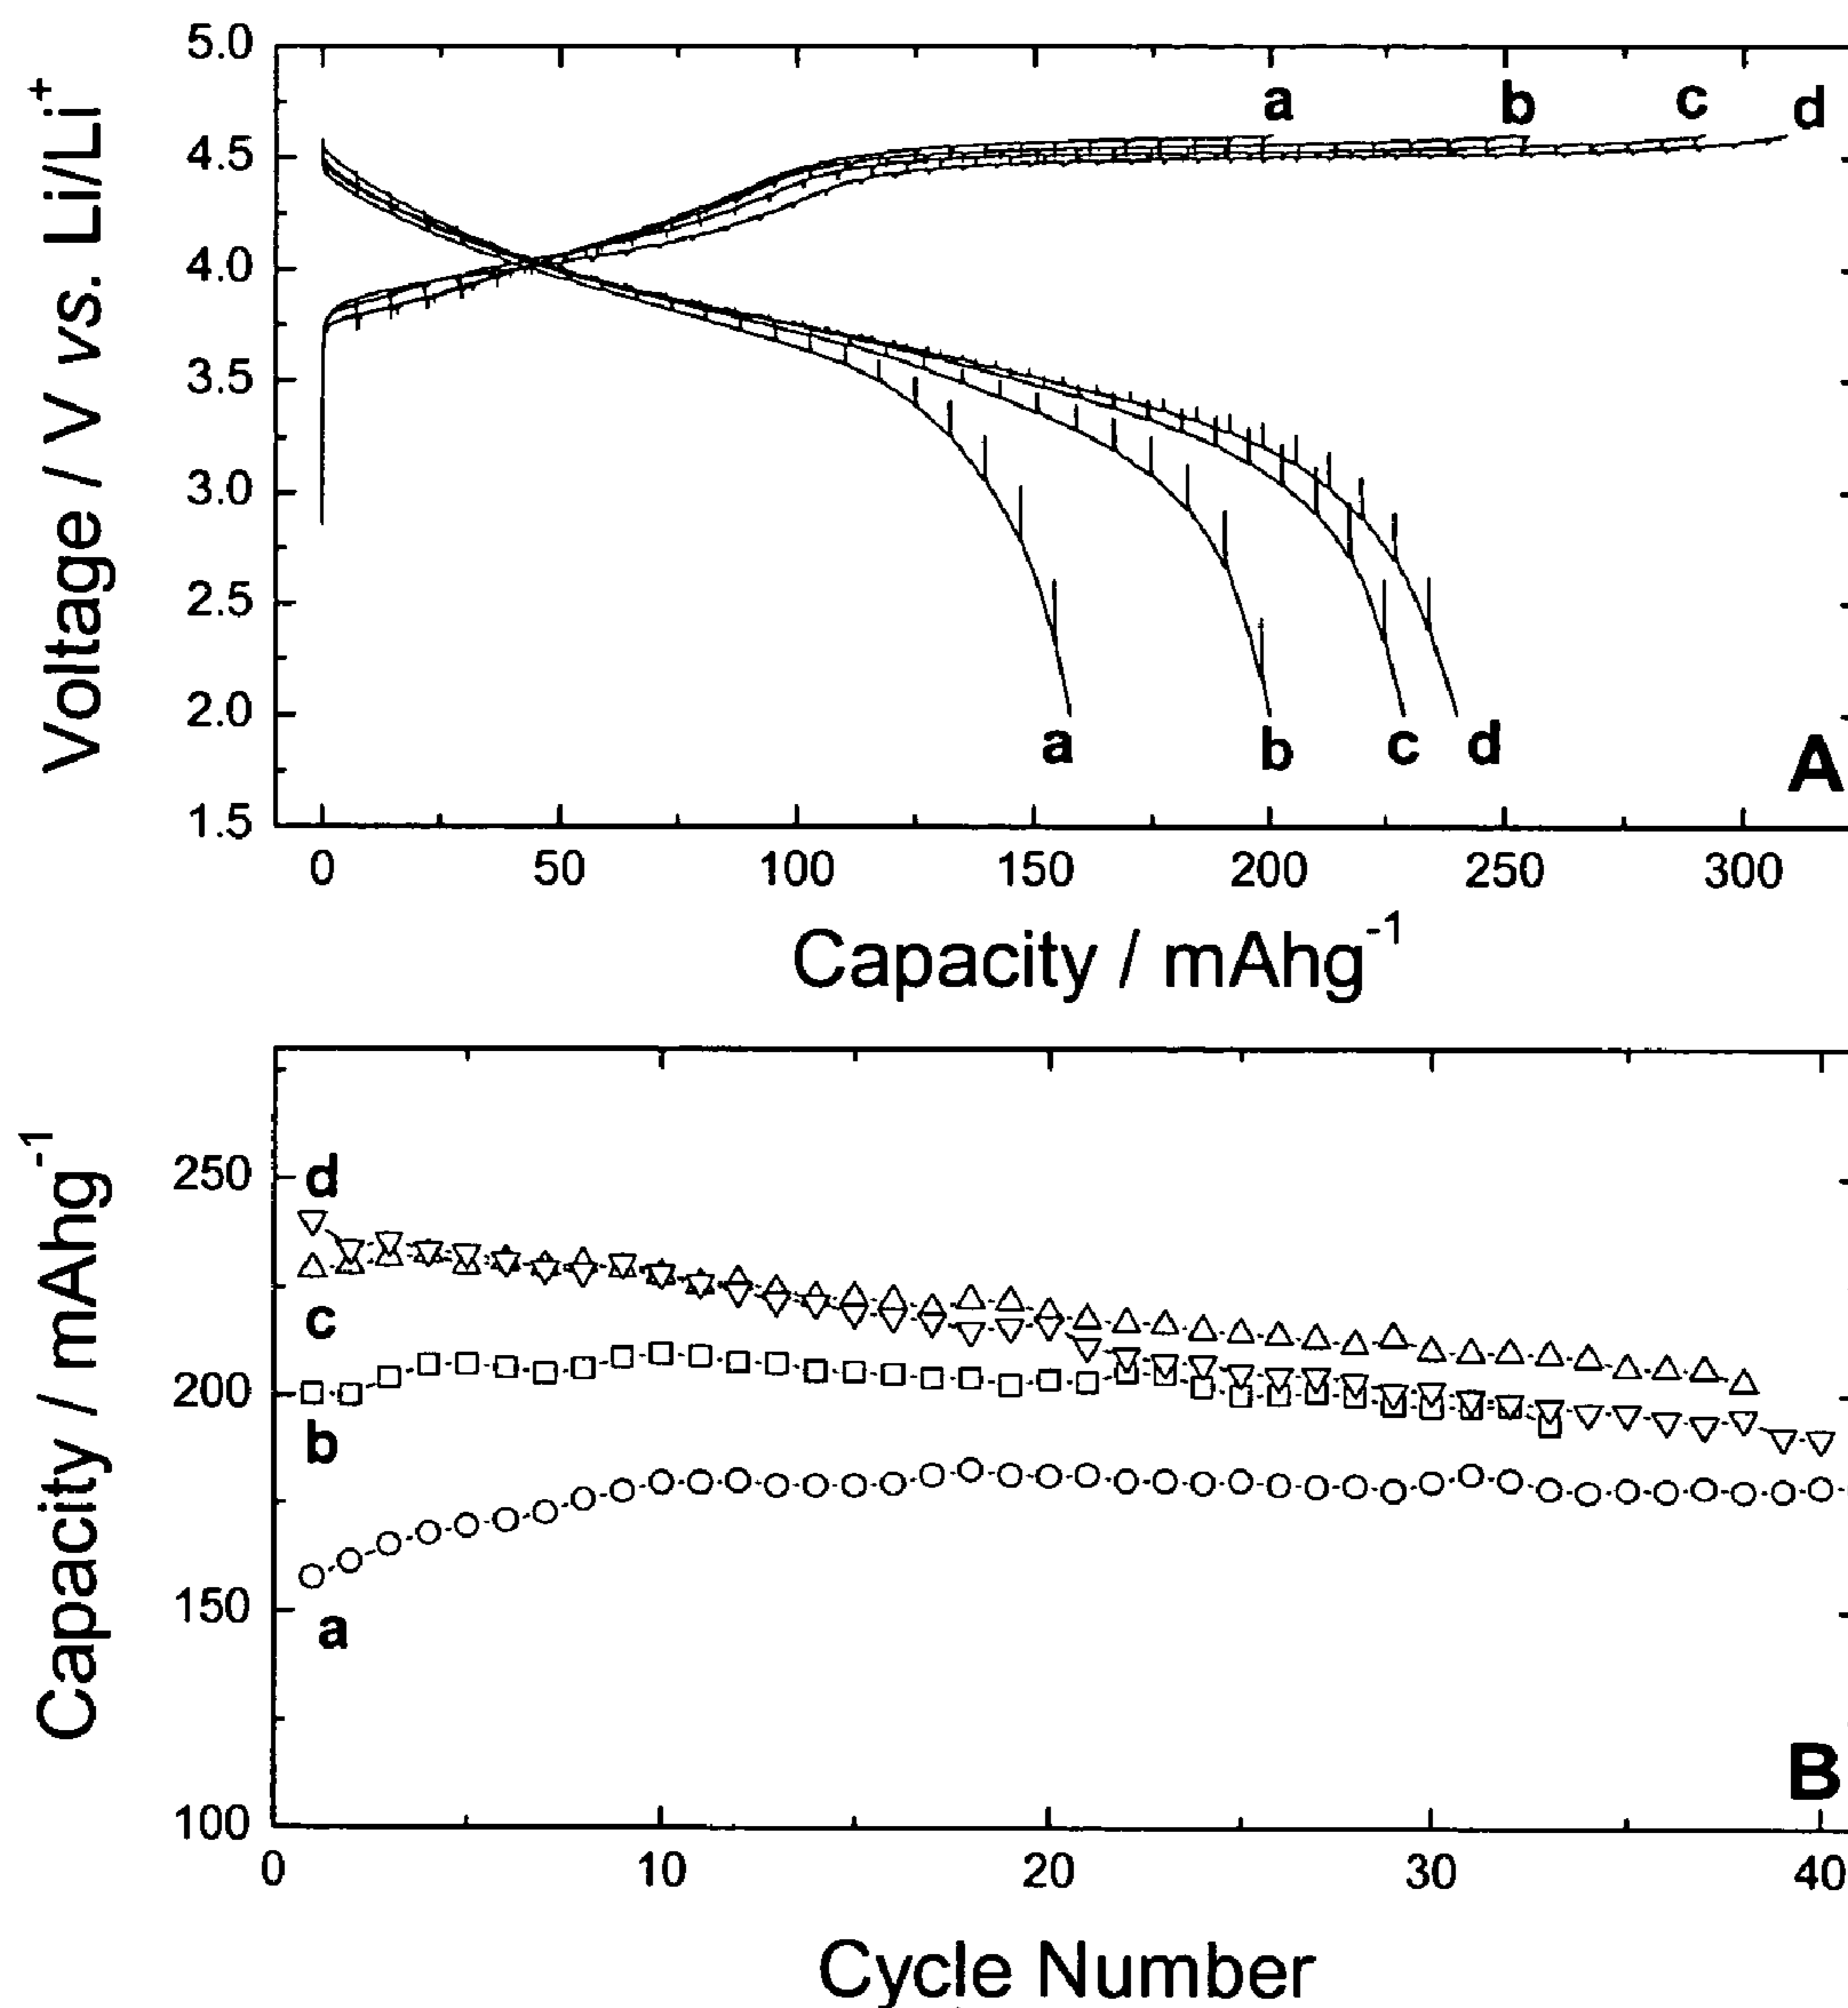 5.0
4.5
4.0
3.5
3.0
2.5
2.0
1.5
Voltage / V vs. Li/Li+
a b c d
a b c d
A
0 50 100 150 200 250 300
Capacity / mAhg-1
250
200
150
100
Capacity / mAhg-1
d
c
b
a
B
0 10 20 30 40
Cycle Number